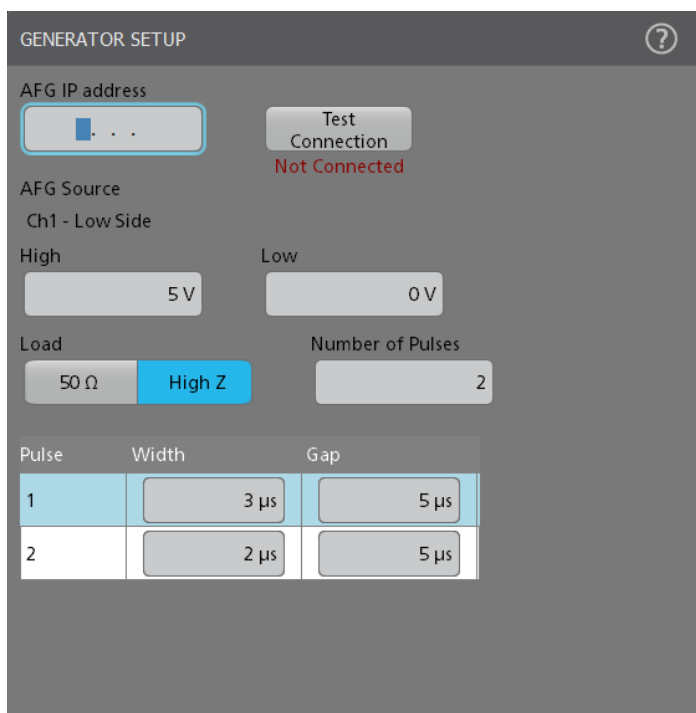 GENERATOR SETUP ?
AFG IP address
. . .
Test
Connection
Not Connected
AFG Source
Ch1 - Low Side
High Low
5 V 0 V
Load Number of Pulses
50 Ω High Z 2
Pulse Width Gap
1 3 µs 5 µs
2 2 µs 5 µs